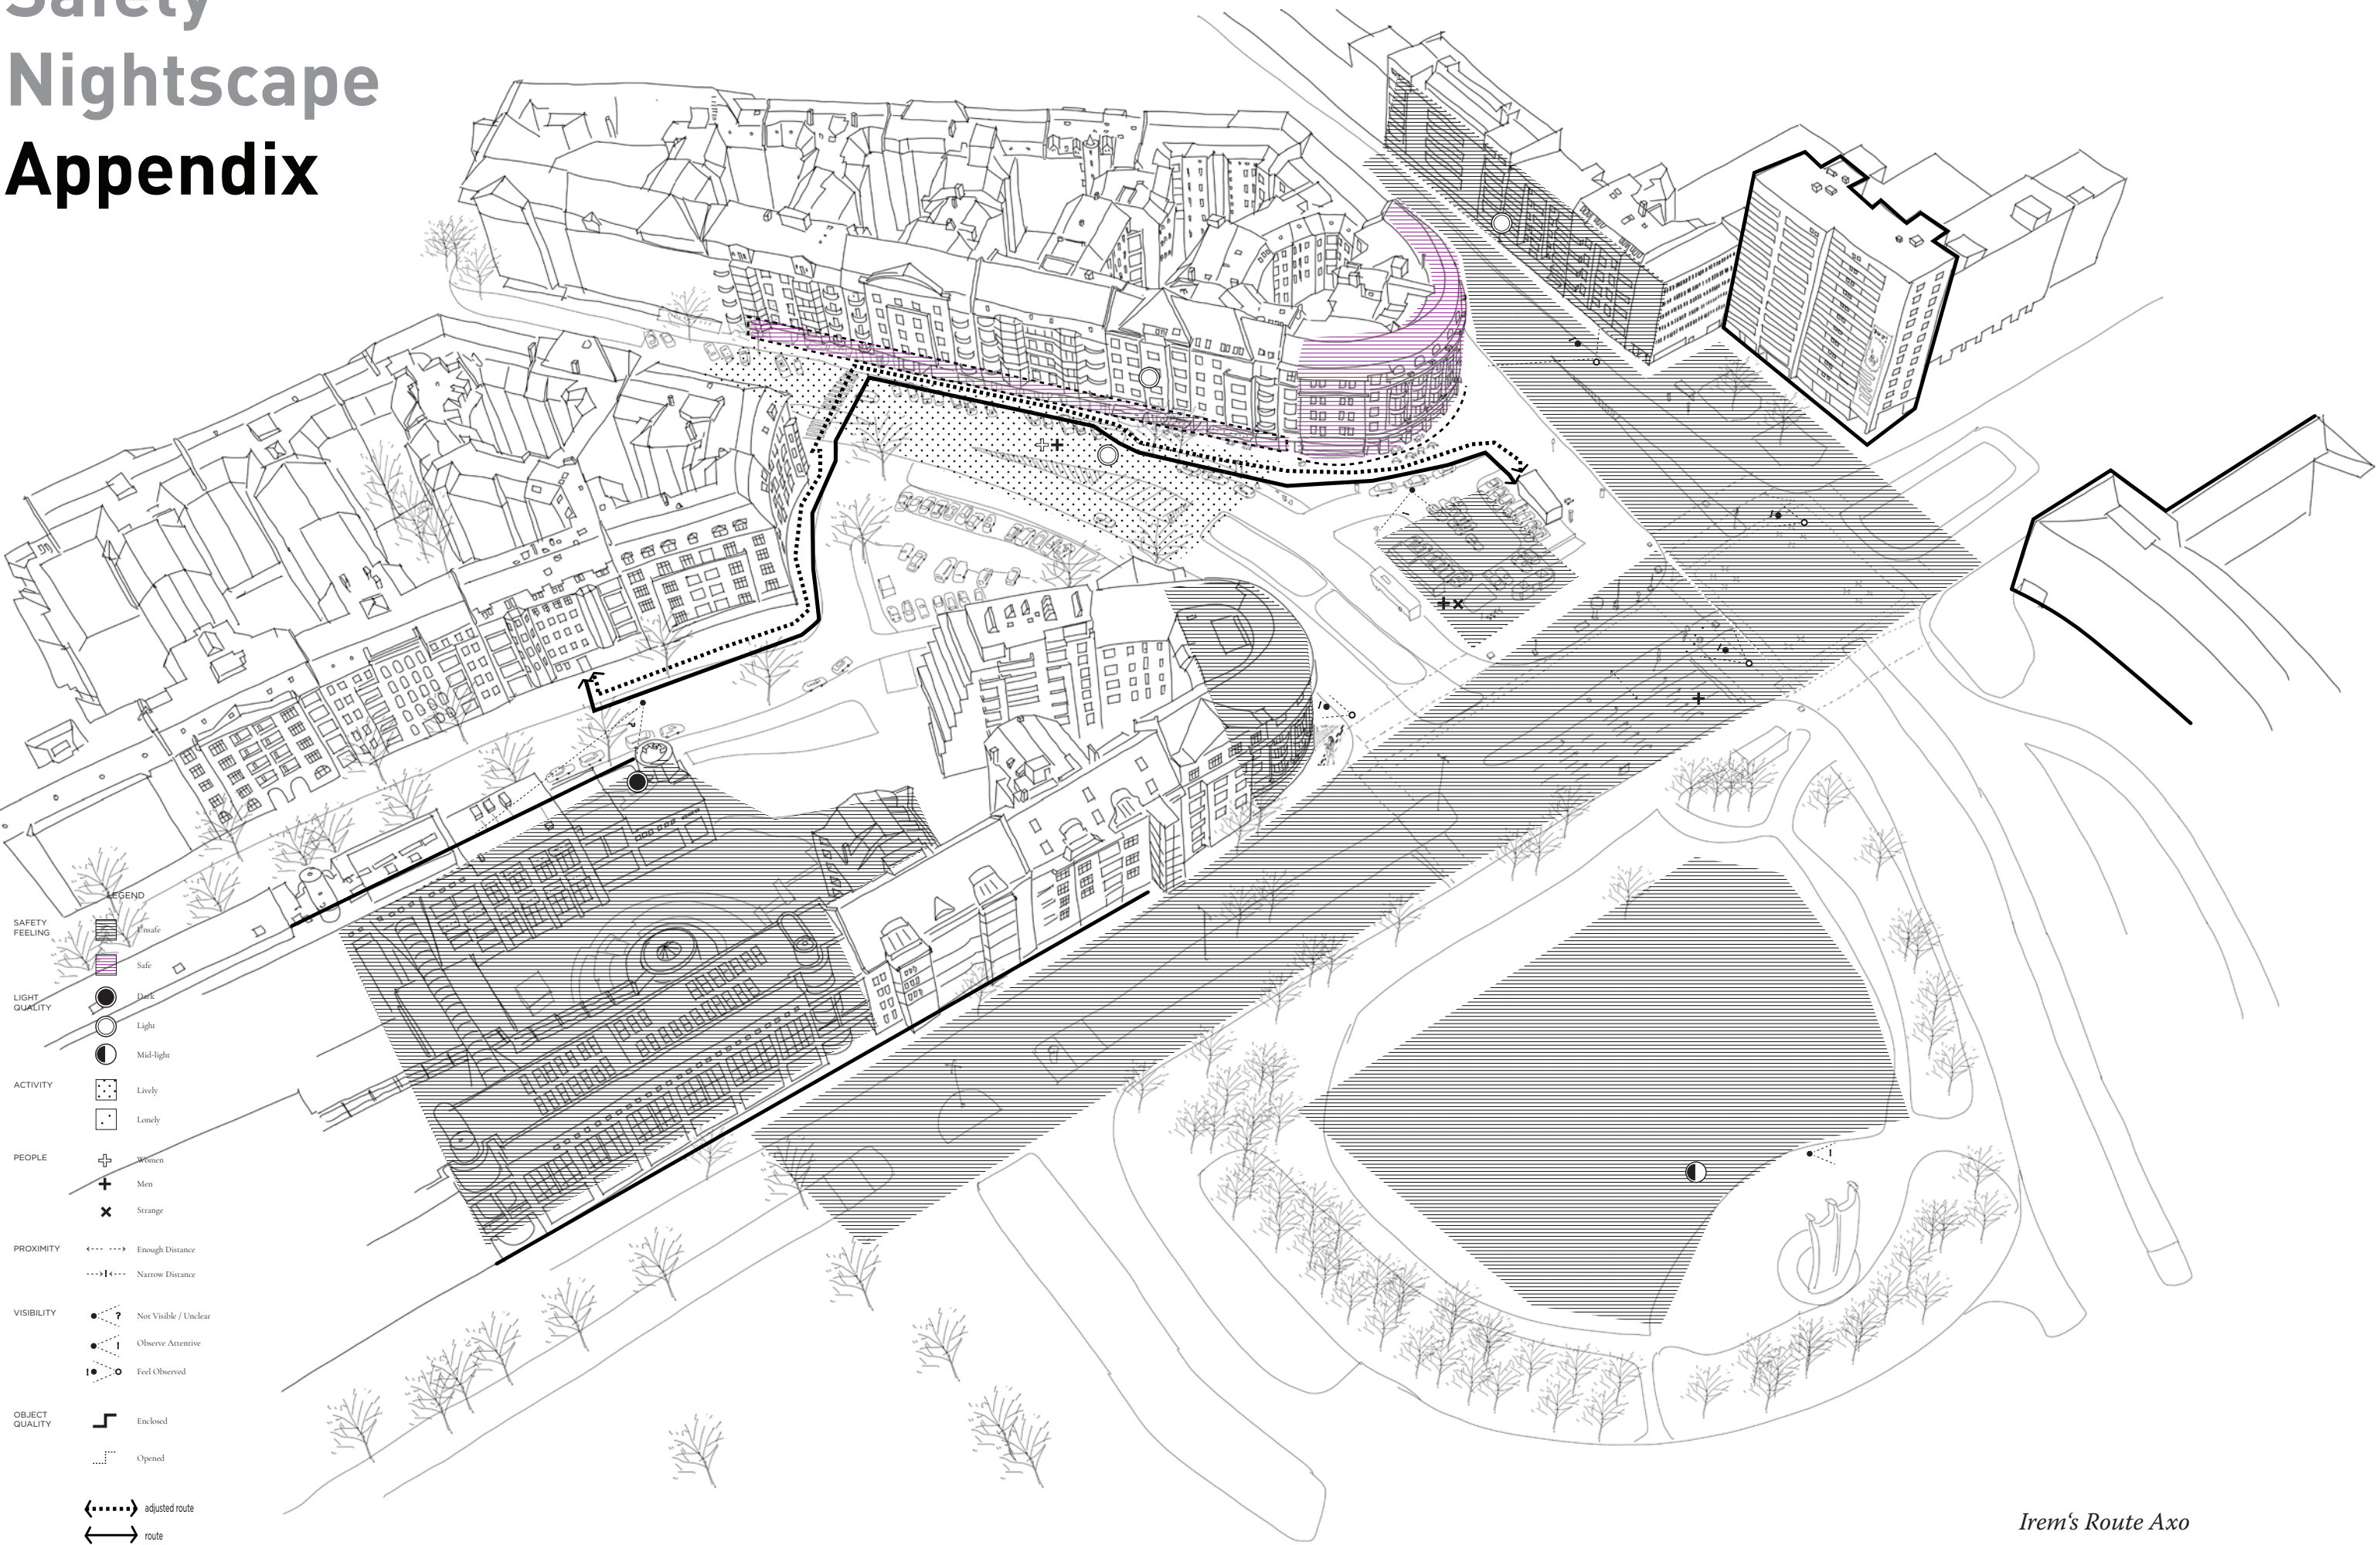 Safety
Nightscape
Appendix
LEGEND
SAFETY
FEELING
Unsafe
Safe
LIGHT
QUALITY
Dark
Light
Mid-light
ACTIVITY
Lively
Lonely
PEOPLE
Women
Men
Strange
PROXIMITY
Enough Distance
Narrow Distance
VISIBILITY
?
Not Visible / Unclear
!
Observe Attentive
Feel Observed
OBJECT
QUALITY
Enclosed
Opened
adjusted route
route
Irem‘s Route Axo